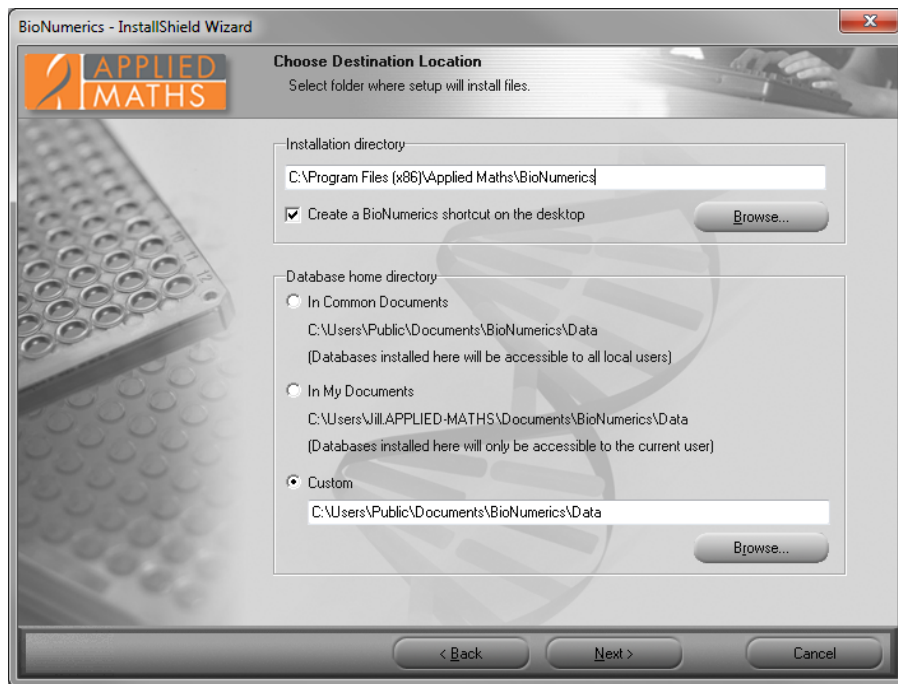 BioNumerics - InstallShield Wizard
APPLIED
MATHS
Choose Destination Location
Select folder where setup will install files.
Installation directory
C:\Program Files (x86)\Applied Maths\BioNumerics
Create a BioNumerics shortcut on the desktop
Browse...
Database home directory
In Common Documents
C:\Users\Public\Documents\BioNumerics\Data
(Databases installed here will be accessible to all local users)
In My Documents
C:\Users\Jill.APPLIED-MATHS\Documents\BioNumerics\Data
(Databases installed here will only be accessible to the current user)
Custom
C:\Users\Public\Documents\BioNumerics\Data
Browse...
10 11 12
< Back
Next >
Cancel